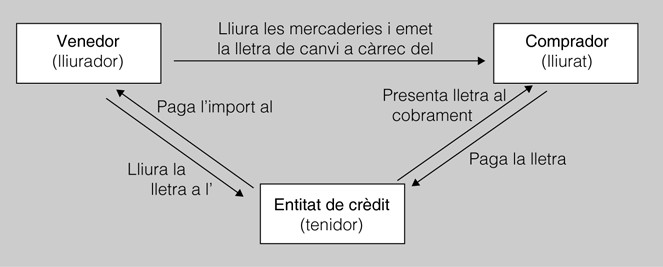 Venedor
(lliurador)
Lliura les mercaderies i emet
la lletra de canvi a càrrec del
Comprador
(lliurat)
Paga l'import al
Presenta lletra al
cobrament
Lliura la
lletra a l'
Paga la lletra
Entitat de crèdit
(tenidor)